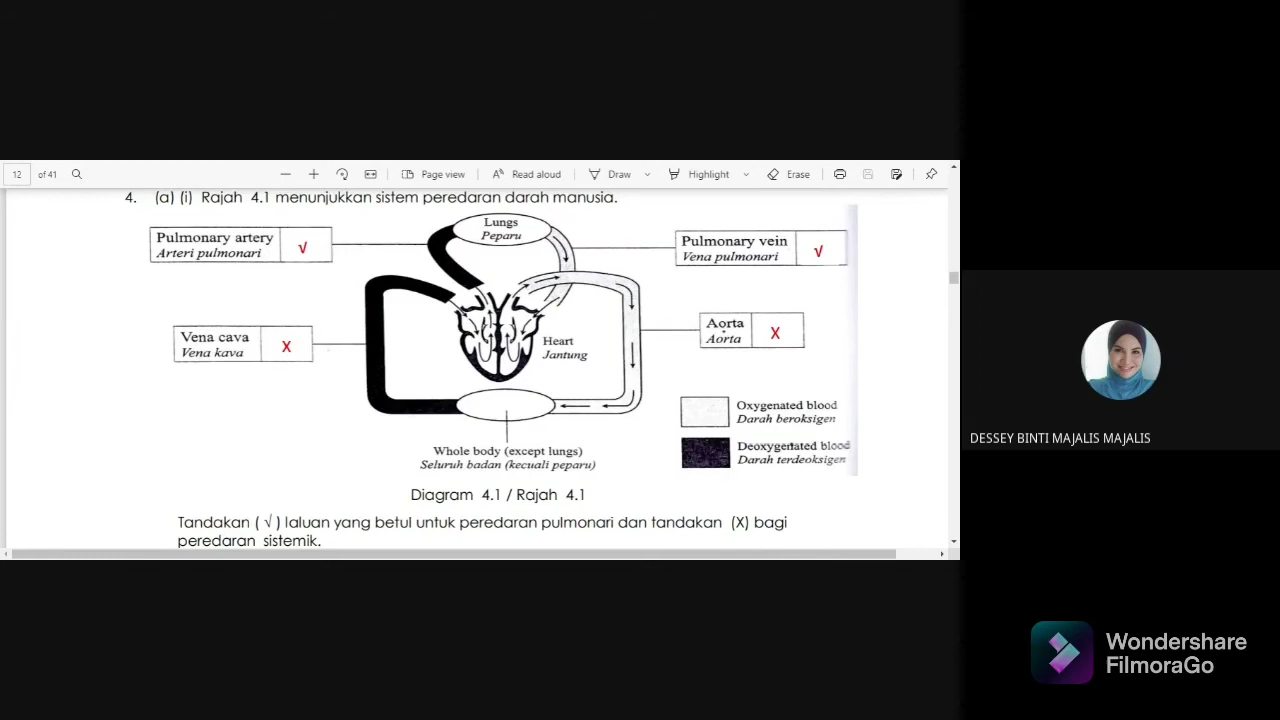 12 of 41 Page view Read aloud Draw Highlight Erase
4. (a) (i) Rajah 4.1 menunjukkan sistem peredaran darah manusia.
Lungs
Peparu
Pulmonary artery
Arteri pulmonari
√
Pulmonary vein
Vena pulmonari
√
Vena cava
Vena kava
X
Heart
Jantung
Aorta
Aorta
X
Oxygenated blood
Darah beroksigen
Deoxygenated blood
Darah terdeoksigen
Whole body (except lungs)
Seluruh badan (kecuali peparu)
Diagram 4.1 / Rajah 4.1
Tandakan ( √ ) laluan yang betul untuk peredaran pulmonari dan tandakan (X) bagi
peredaran sistemik.
DESSEY BINTI MAJALIS MAJALIS
Wondershare
FilmoraGo